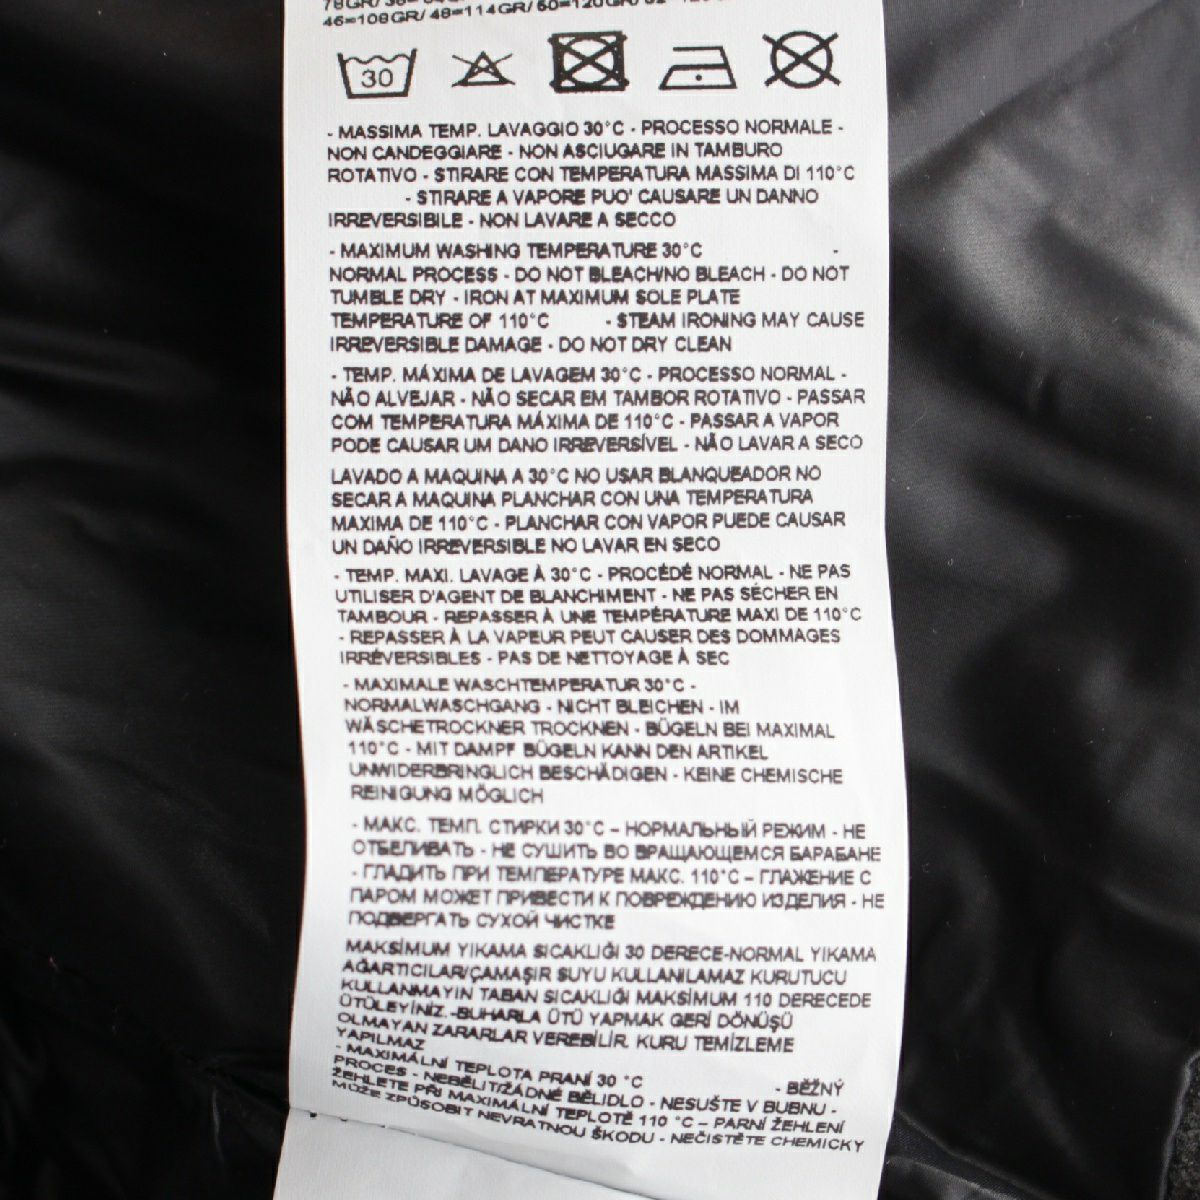 46=108GR/ 48=114GR/ 50=120GR/
30
- MASSIMA TEMP. LAVAGGIO 30°C - PROCESSO NORMALE -
NON CANDEGGIARE - NON ASCIUGARE IN TAMBURO
ROTATIVO - STIRARE CON TEMPERATURA MASSIMA DI 110°C
- STIRARE A VAPORE PUO' CAUSARE UN DANNO
IRREVERSIBILE - NON LAVARE A SECCO
- MAXIMUM WASHING TEMPERATURE 30°C -
NORMAL PROCESS - DO NOT BLEACH/NO BLEACH - DO NOT
TUMBLE DRY - IRON AT MAXIMUM SOLE PLATE
TEMPERATURE OF 110°C - STEAM IRONING MAY CAUSE
IRREVERSIBLE DAMAGE - DO NOT DRY CLEAN
- TEMP. MÁXIMA DE LAVAGEM 30°C - PROCESSO NORMAL -
NÃO ALVEJAR - NÃO SECAR EM TAMBOR ROTATIVO - PASSAR
COM TEMPERATURA MÁXIMA DE 110°C - PASSAR A VAPOR
PODE CAUSAR UM DANO IRREVERSÍVEL - NÃO LAVAR A SECO
LAVADO A MAQUINA A 30°C NO USAR BLANQUEADOR NO
SECAR A MAQUINA PLANCHAR CON UNA TEMPERATURA
MAXIMA DE 110°C - PLANCHAR CON VAPOR PUEDE CAUSAR
UN DAÑO IRREVERSIBLE NO LAVAR EN SECO
- TEMP. MAXI. LAVAGE À 30°C - PROCÉDÉ NORMAL - NE PAS
UTILISER D'AGENT DE BLANCHIMENT - NE PAS SÉCHER EN
TAMBOUR - REPASSER À UNE TEMPÉRATURE MAXI DE 110°C
- REPASSER À LA VAPEUR PEUT CAUSER DES DOMMAGES
IRRÉVERSIBLES - PAS DE NETTOYAGE À SEC
- MAXIMALE WASCHTEMPERATUR 30°C -
NORMALWASCHGANG - NICHT BLEICHEN - IM
WÄSCHETROCKNER TROCKNEN - BÜGELN BEI MAXIMAL
110°C - MIT DAMPF BÜGELN KANN DEN ARTIKEL
UNWIDERBRINGLICH BESCHÄDIGEN - KEINE CHEMISCHE
REINIGUNG MÖGLICH
- МАКС. ТЕМП. СТИРКИ 30°С – НОРМАЛЬНЫЙ РЕЖИМ - НЕ
ОТБЕЛИВАТЬ - НЕ СУШИТЬ ВО ВРАЩАЮЩЕМСЯ БАРАБАНЕ
- ГЛАДИТЬ ПРИ ТЕМПЕРАТУРЕ МАКС. 110°С – ГЛАЖЕНИЕ С
ПАРОМ МОЖЕТ ПРИВЕСТИ К ПОВРЕЖДЕНИЮ ИЗДЕЛИЯ - НЕ
ПОДВЕРГАТЬ СУХОЙ ЧИСТКЕ
MAKSİMUM YIKAMA SICAKLIĞI 30 DERECE-NORMAL YIKAMA
AĞARTICILAR/ÇAMAŞIR SUYU KULLANILAMAZ KURUTUCU
KULLANMAYIN TABAN SICAKLIĞI MAKSİMUM 110 DERECEDE
ÜTÜLEYİNİZ.-BUHARLA ÜTÜ YAPMAK GERİ DÖNÜŞÜ
OLMAYAN ZARARLAR VEREBİLİR. KURU TEMİZLEME
YAPILMAZ
- MAXIMÁLNÍ TEPLOTA PRANÍ 30 °C - BĚŽNÝ
PROCES - NEBĚLIT/ŽÁDNÉ BĚLIDLO - NESUŠTE V BUBNU -
ŽEHLETE PŘI MAXIMÁLNÍ TEPLOTĚ 110 °C – PARNÍ ŽEHLENÍ
MŮŽE ZPŮSOBIT NEVRATNOU ŠKODU - NEČISTĚTE CHEMICKY